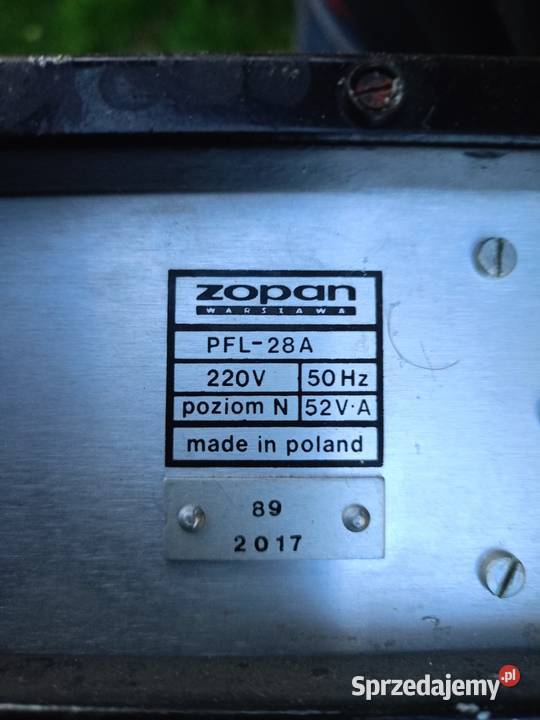 zopan
WARSZAWA
PFL-28A
220V 50Hz
poziom N 52V·A
made in poland
89
2017
Sprzedajemy.pl